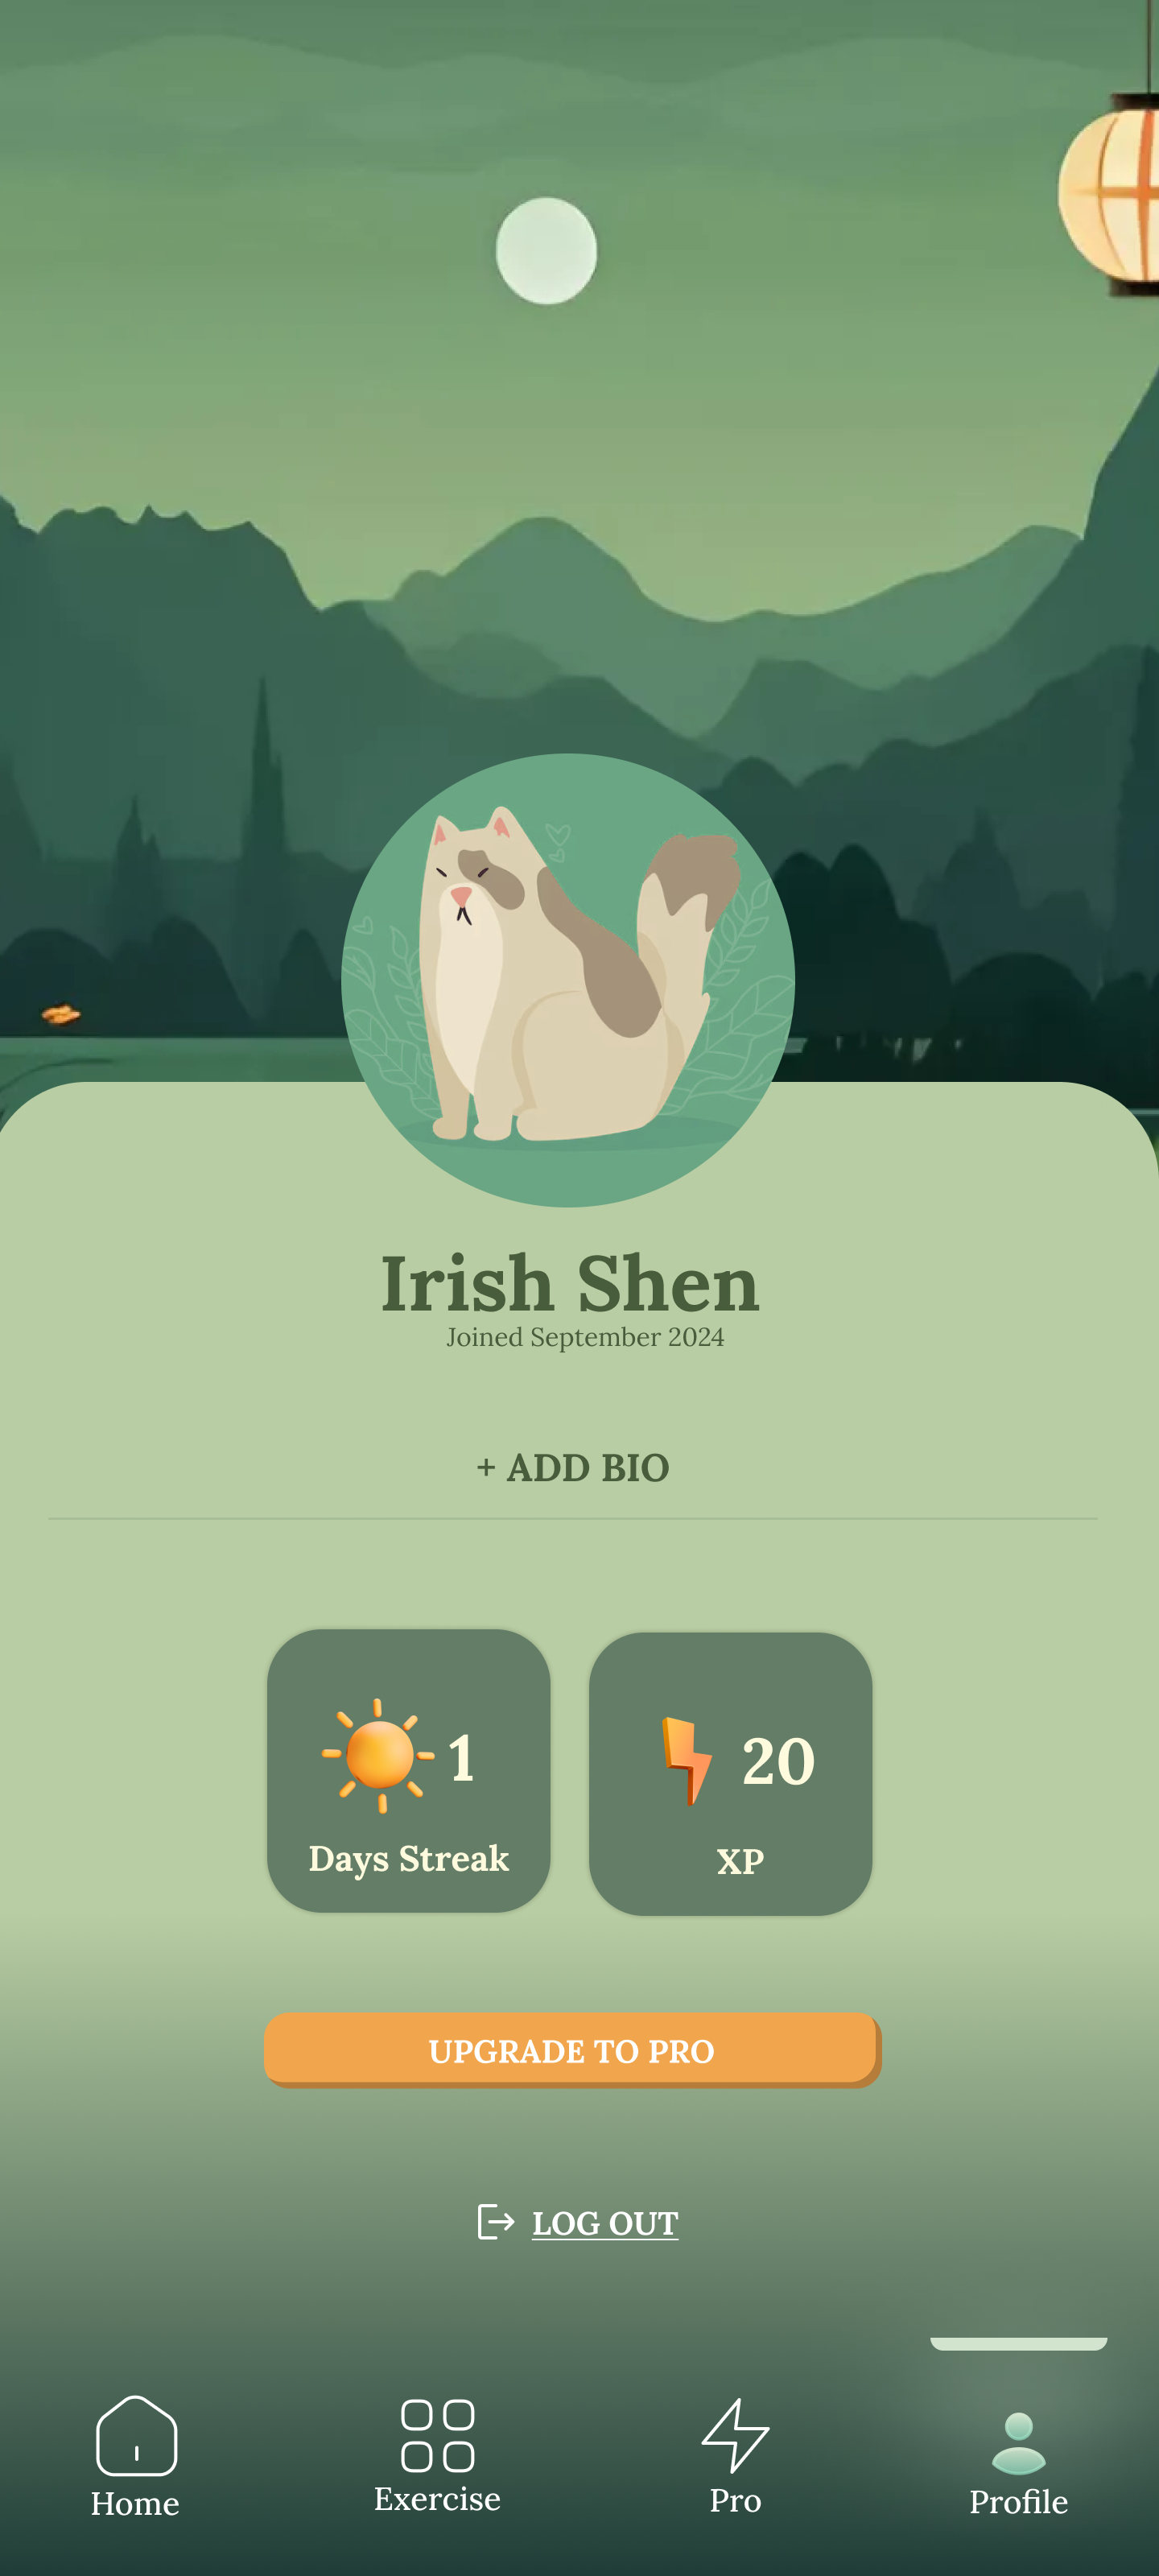 Irish Shen
Joined September 2024
+ ADD BIO
1
Days Streak
20
XP
UPGRADE TO PRO
LOG OUT
Home
Exercise
Pro
Profile